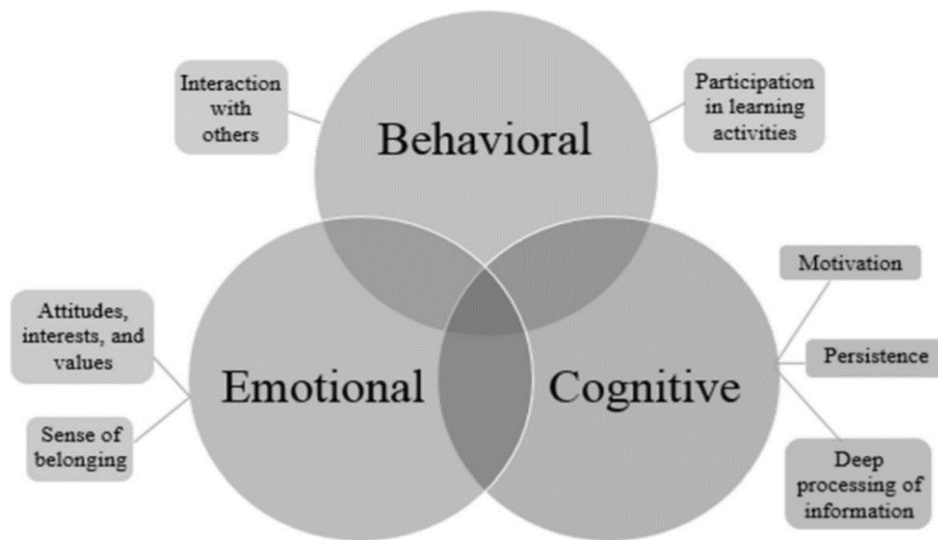 Interaction
with
others
Participation
in learning
activities
Behavioral
Motivation
Attitudes,
interests, and
values
Persistence
Emotional
Cognitive
Sense of
belonging
Deep
processing of
information